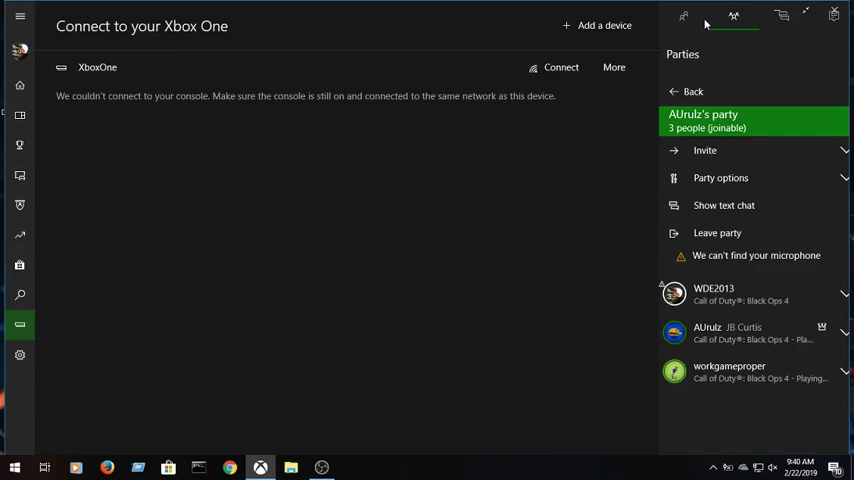 Connect to your Xbox One
Add a device
XboxOne
Connect
More
We couldn't connect to your console. Make sure the console is still on and connected to the same network as this device.
Parties
Back
AUrulz's party
3 people (joinable)
Invite
Party options
Show text chat
Leave party
We can't find your microphone
WDE2013
Call of Duty®: Black Ops 4
AUrulz JB Curtis
Call of Duty®: Black Ops 4 - Pla...
workgameproper
Call of Duty®: Black Ops 4 - Playing...
9:40 AM
2/22/2019
10